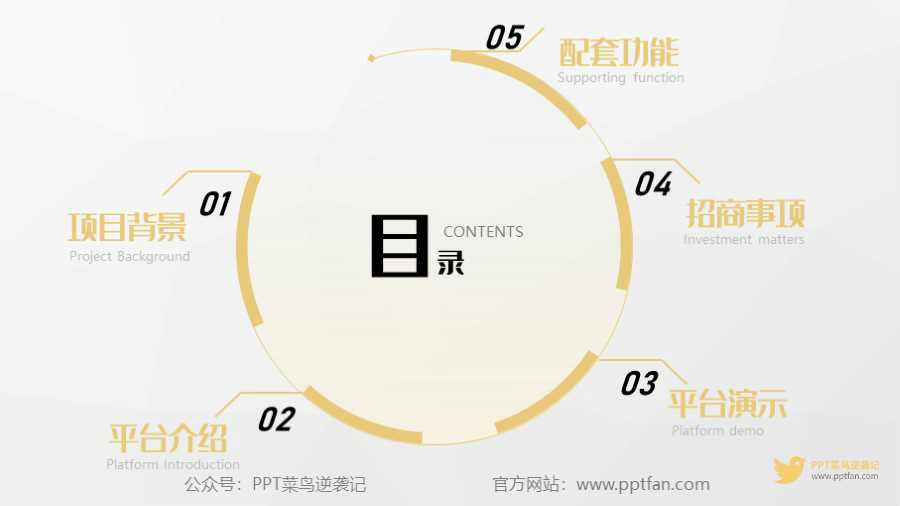 目录
CONTENTS
01
项目背景
Project Background
02
平台介绍
Platform Introduction
03
平台演示
Platform demo
04
招商事项
Investment matters
05
配套功能
Supporting function
公众号：PPT菜鸟逆袭记
官方网站：www.pptfan.com
PPT菜鸟逆袭记
www.pptfan.com